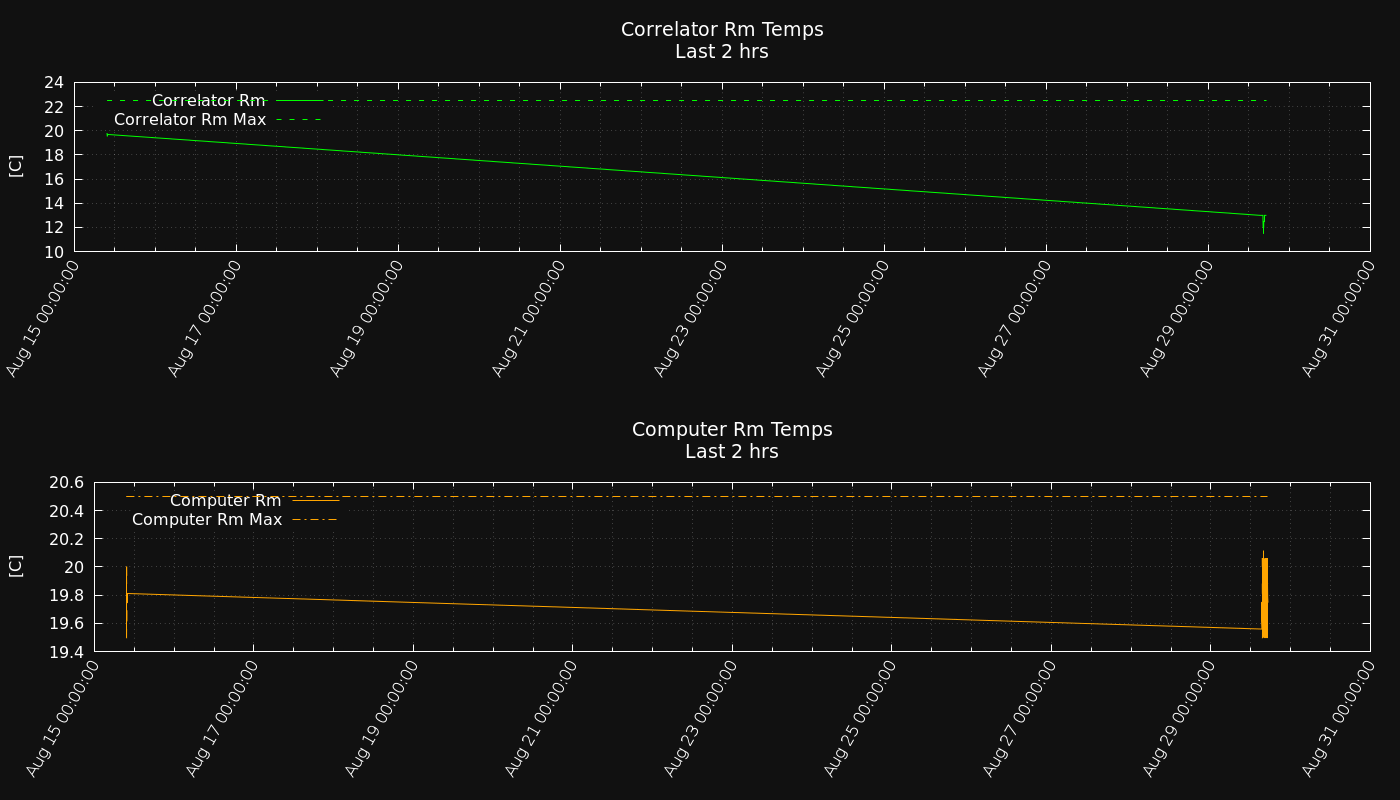 Correlator Rm Temps
Last 2 hrs
24
22
20
18
16
14
12
10
[C]
Correlator Rm
Correlator Rm Max
Aug 15 00:00:00
Aug 17 00:00:00
Aug 19 00:00:00
Aug 21 00:00:00
Aug 23 00:00:00
Aug 25 00:00:00
Aug 27 00:00:00
Aug 29 00:00:00
Aug 31 00:00:00
Computer Rm Temps
Last 2 hrs
20.6
20.4
20.2
20
19.8
19.6
19.4
[C]
Computer Rm
Computer Rm Max
Aug 15 00:00:00
Aug 17 00:00:00
Aug 19 00:00:00
Aug 21 00:00:00
Aug 23 00:00:00
Aug 25 00:00:00
Aug 27 00:00:00
Aug 29 00:00:00
Aug 31 00:00:00